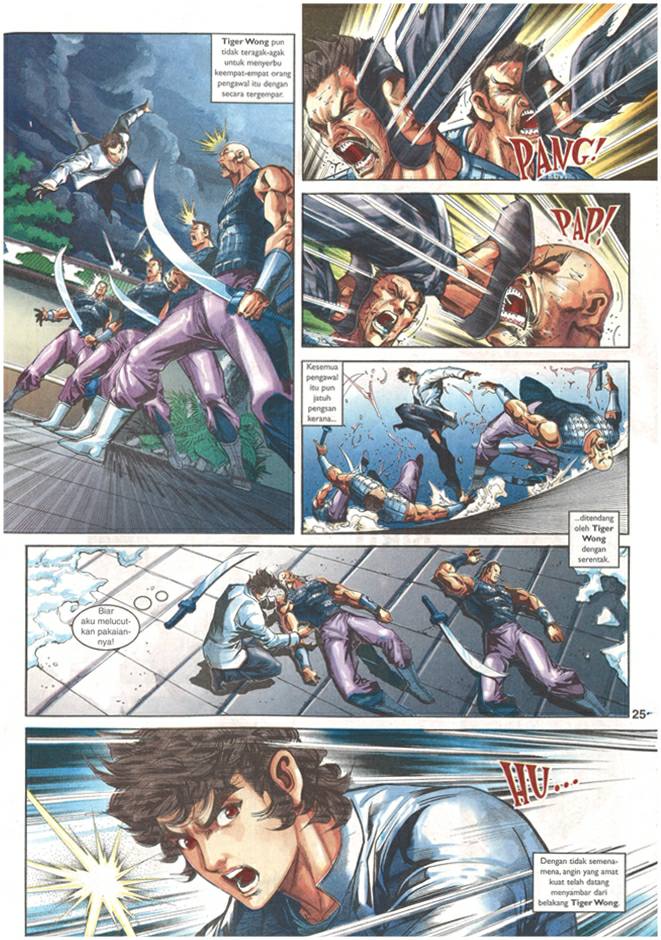 Tiger Wong pun
tidak teragak-agak
untuk menyerbu
keempat-empat orang
pengawal itu dengan
secara tergempar.
PANG!
PAP!
Kesemua
pengawal
itu pun
jatuh
pengsan
kerana...
...ditendang
oleh Tiger
Wong
dengan
serentak.
Biar
aku melucut-
kan pakaian-
nya!
25
HU...
Dengan tidak semena-
mena, angin yang amat
kuat telah datang
menyambar dari
belakang Tiger Wong.